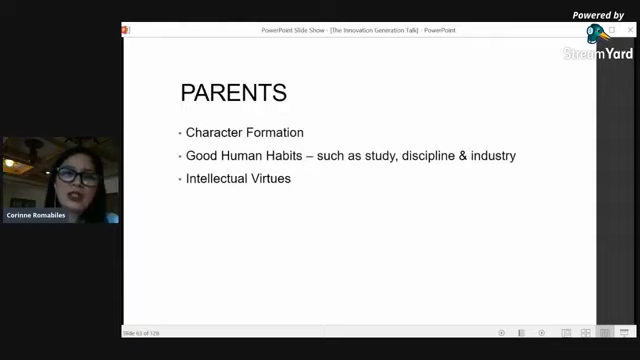 Powered by
StreamYard
PowerPoint Slide Show - [The Innovation Generation Talk] - PowerPoint
PARENTS
• Character Formation
• Good Human Habits – such as study, discipline & industry
• Intellectual Virtues
Corinne Romabiles
Slide 63 of 128